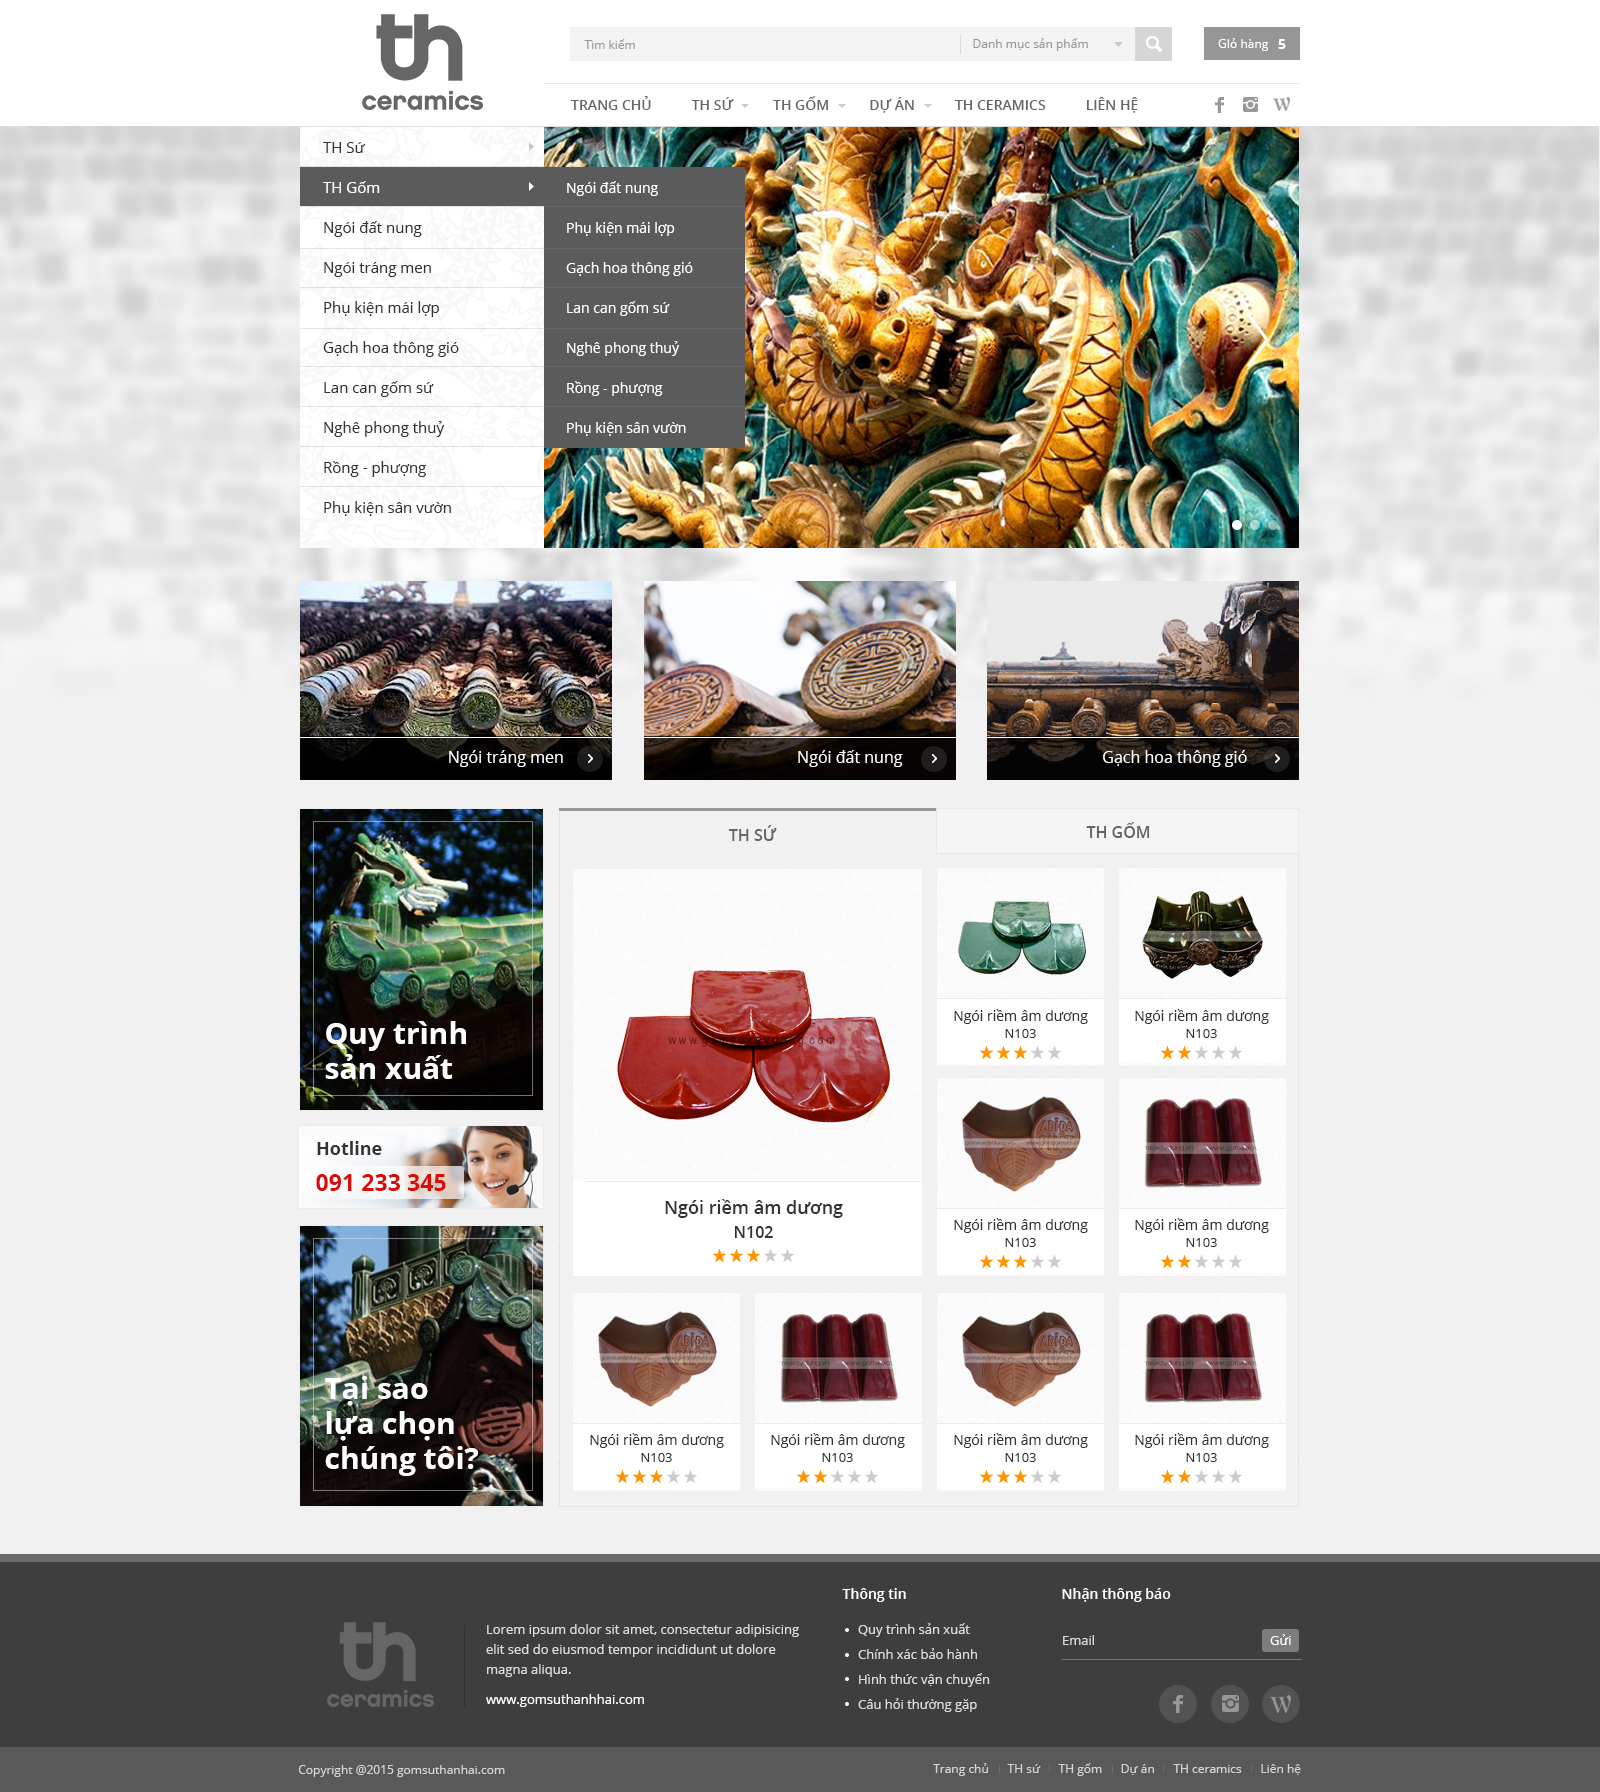 th
ceramics
Tìm kiếm
Danh mục sản phẩm
Giỏ hàng 5
TRANG CHỦ
TH SỨ
TH GỐM
DỰ ÁN
TH CERAMICS
LIÊN HỆ
TH Sứ
TH Gốm
Ngói đất nung
Ngói tráng men
Phụ kiện mái lợp
Gạch hoa thông gió
Lan can gốm sứ
Nghê phong thuỷ
Rồng - phượng
Phụ kiện sân vườn
Ngói đất nung
Phụ kiện mái lợp
Gạch hoa thông gió
Lan can gốm sứ
Nghê phong thuỷ
Rồng - phượng
Phụ kiện sân vườn
Ngói tráng men
Ngói đất nung
Gạch hoa thông gió
Quy trình
sản xuất
Hotline
091 233 345
Tại sao
lựa chọn
chúng tôi?
TH SỨ
TH GỐM
Ngói riềm âm dương
N102
Ngói riềm âm dương
N103
Ngói riềm âm dương
N103
Ngói riềm âm dương
N103
Ngói riềm âm dương
N103
Ngói riềm âm dương
N103
Ngói riềm âm dương
N103
Ngói riềm âm dương
N103
Ngói riềm âm dương
N103
th
ceramics
Lorem ipsum dolor sit amet, consectetur adipisicing
elit sed do eiusmod tempor incididunt ut dolore
magna aliqua.
www.gomsuthanhhai.com
Thông tin
Quy trình sản xuất
Chính xác bảo hành
Hình thức vận chuyển
Câu hỏi thường gặp
Nhận thông báo
Email
Gửi
Copyright @2015 gomsuthanhai.com
Trang chủ
TH sứ
TH gốm
Dự án
TH ceramics
Liên hệ